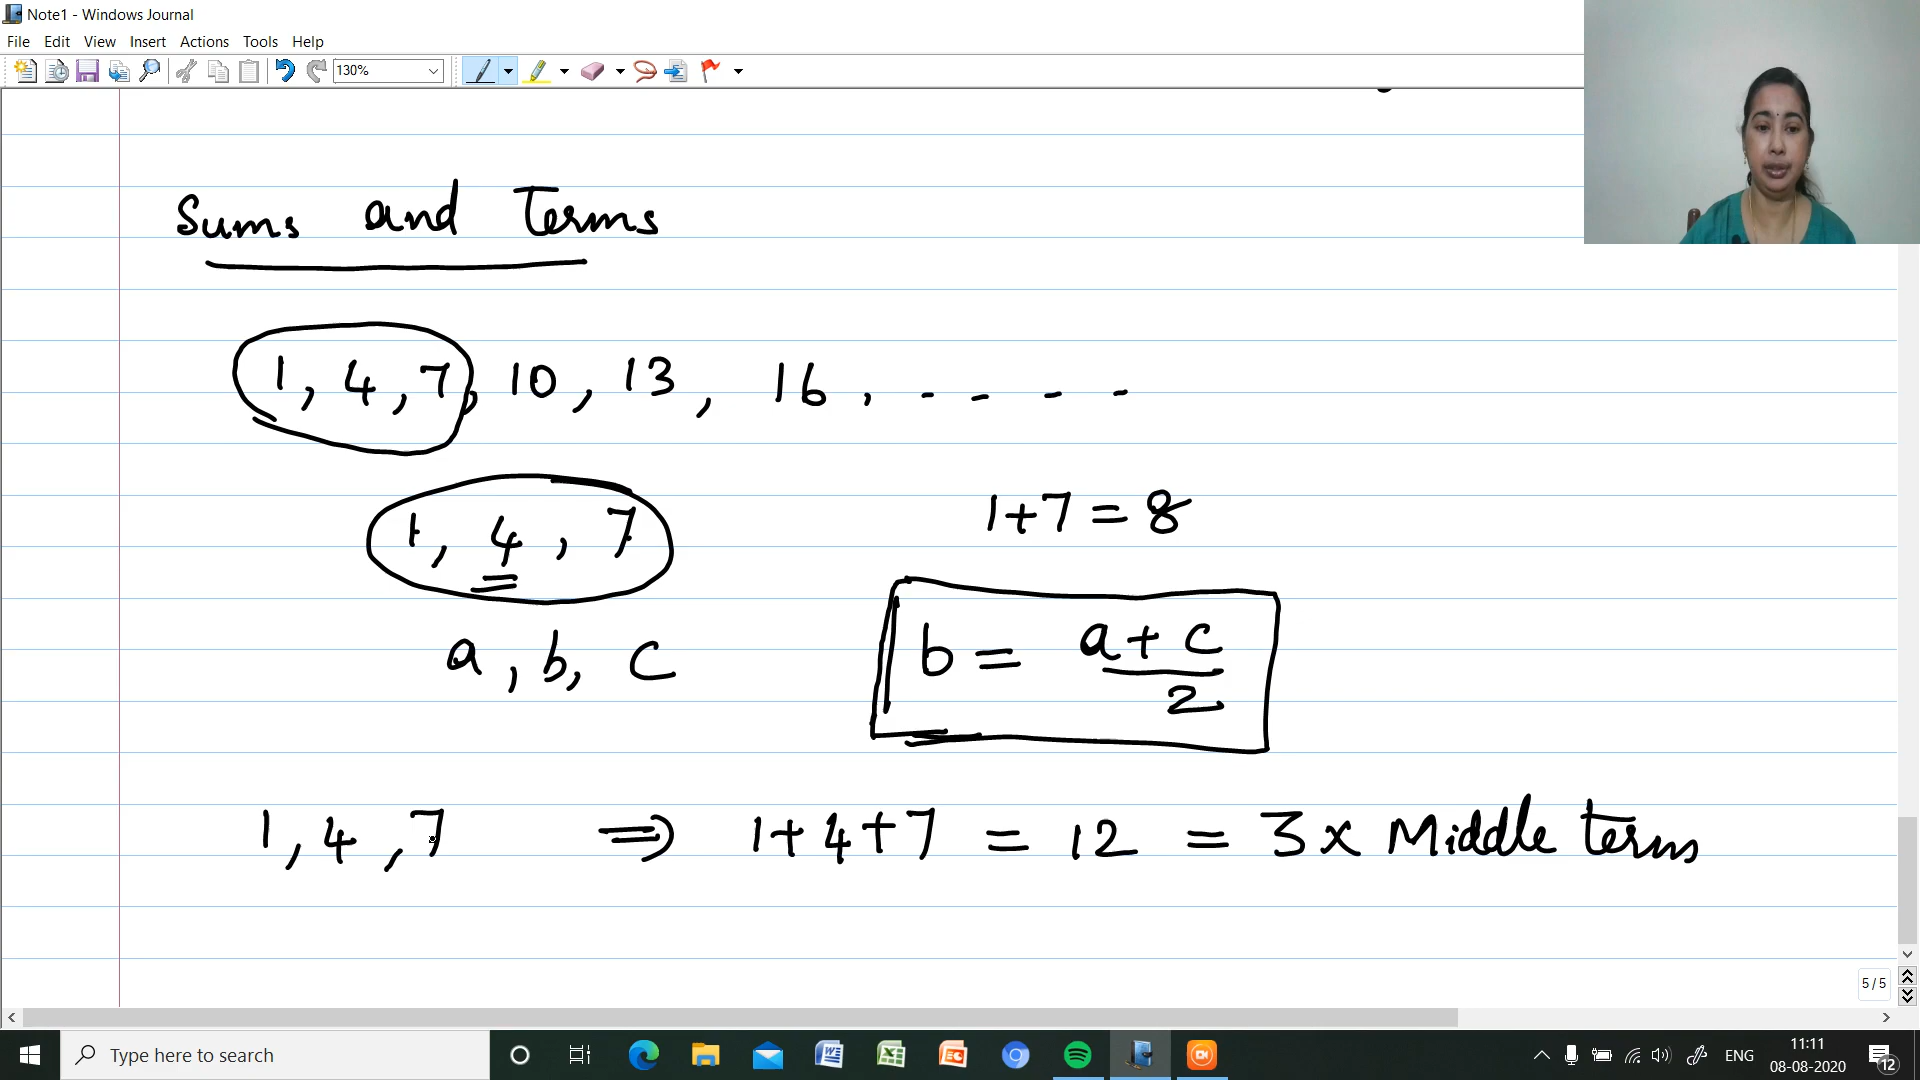 Note1 - Windows Journal
File Edit View Insert Actions Tools Help
130%
Sums and Terms
1, 4, 7, 10, 13, 16, - - - -
1, 4, 7
1+7 = 8
a, b, c
b = a+c
2
1, 4, 7 ⇒ 1+4+7 = 12 = 3 x Middle term
5 / 5
Type here to search
ENG
11:11
08-08-2020
12